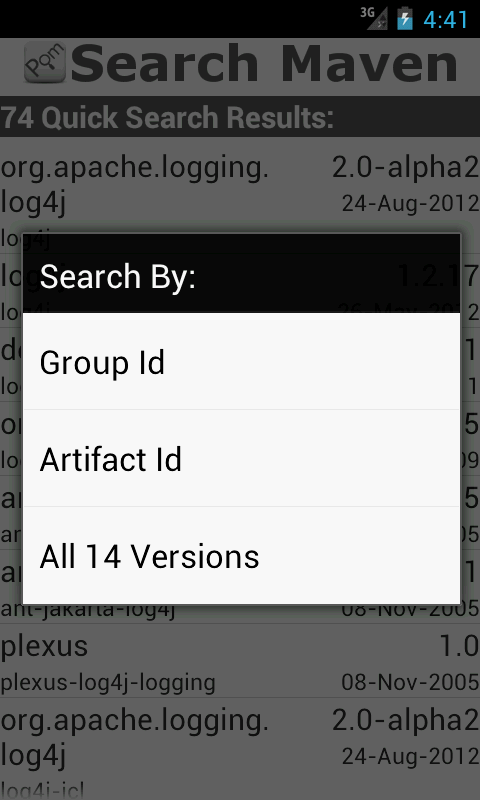 3G 4:41
Pom Search Maven
74 Quick Search Results:
org.apache.logging. 2.0-alpha2
log4j 24-Aug-2012
log4j
log 1.2.17
26-May-2012
Search By:
Group Id
Artifact Id
All 14 Versions
ant-jakarta-log4j 08-Nov-2005
plexus 1.0
plexus-log4j-logging 08-Nov-2005
org.apache.logging. 2.0-alpha2
log4j 24-Aug-2012
log4j-jcl